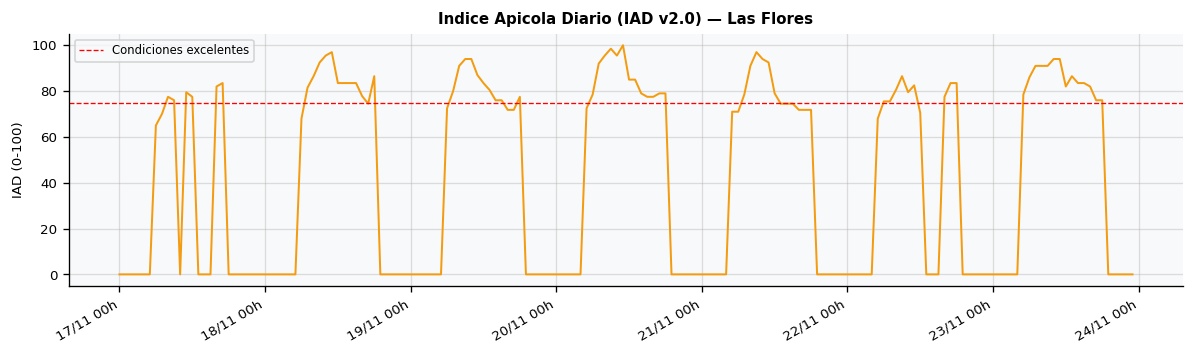 Indice Apicola Diario (IAD v2.0) — Las Flores
Condiciones excelentes
IAD (0-100)
100
80
60
40
20
0
17/11 00h
18/11 00h
19/11 00h
20/11 00h
21/11 00h
22/11 00h
23/11 00h
24/11 00h